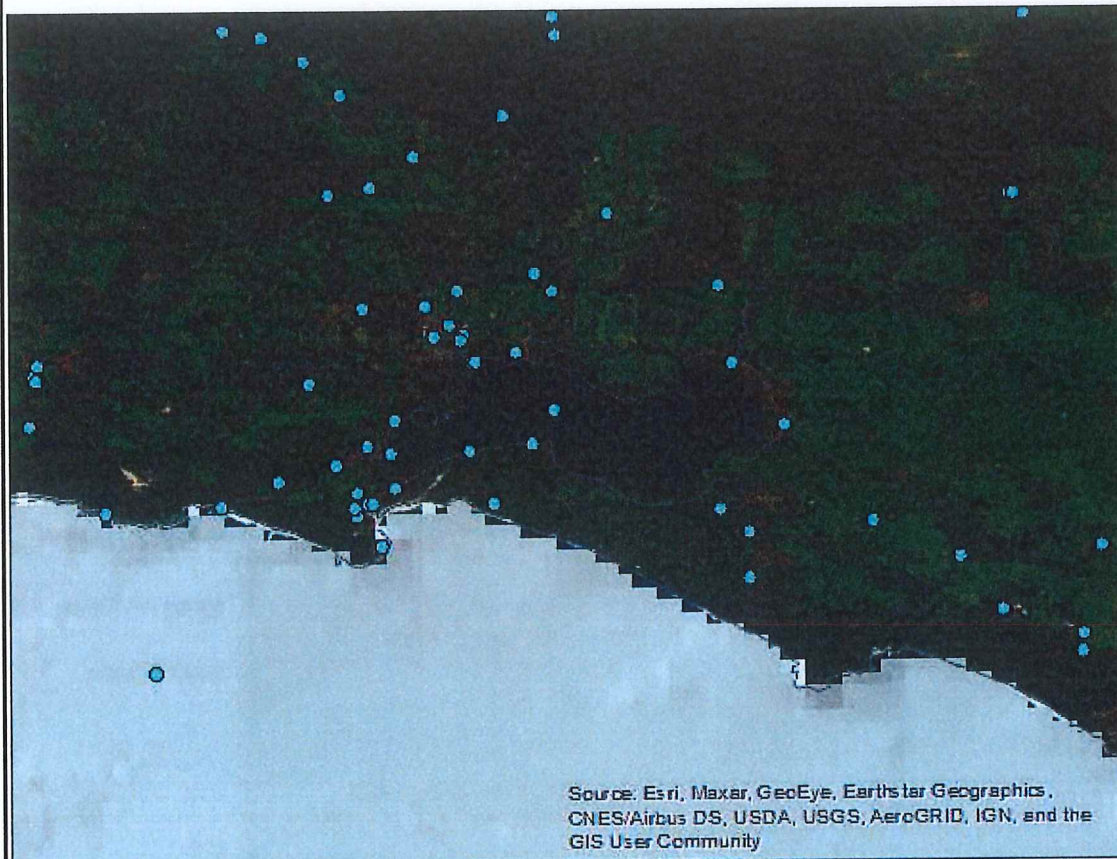 Source: Esri, Maxar, GeoEye, Earthstar Geographics,
CNES/Airbus DS, USDA, USGS, AeroGRID, IGN, and the
GIS User Community